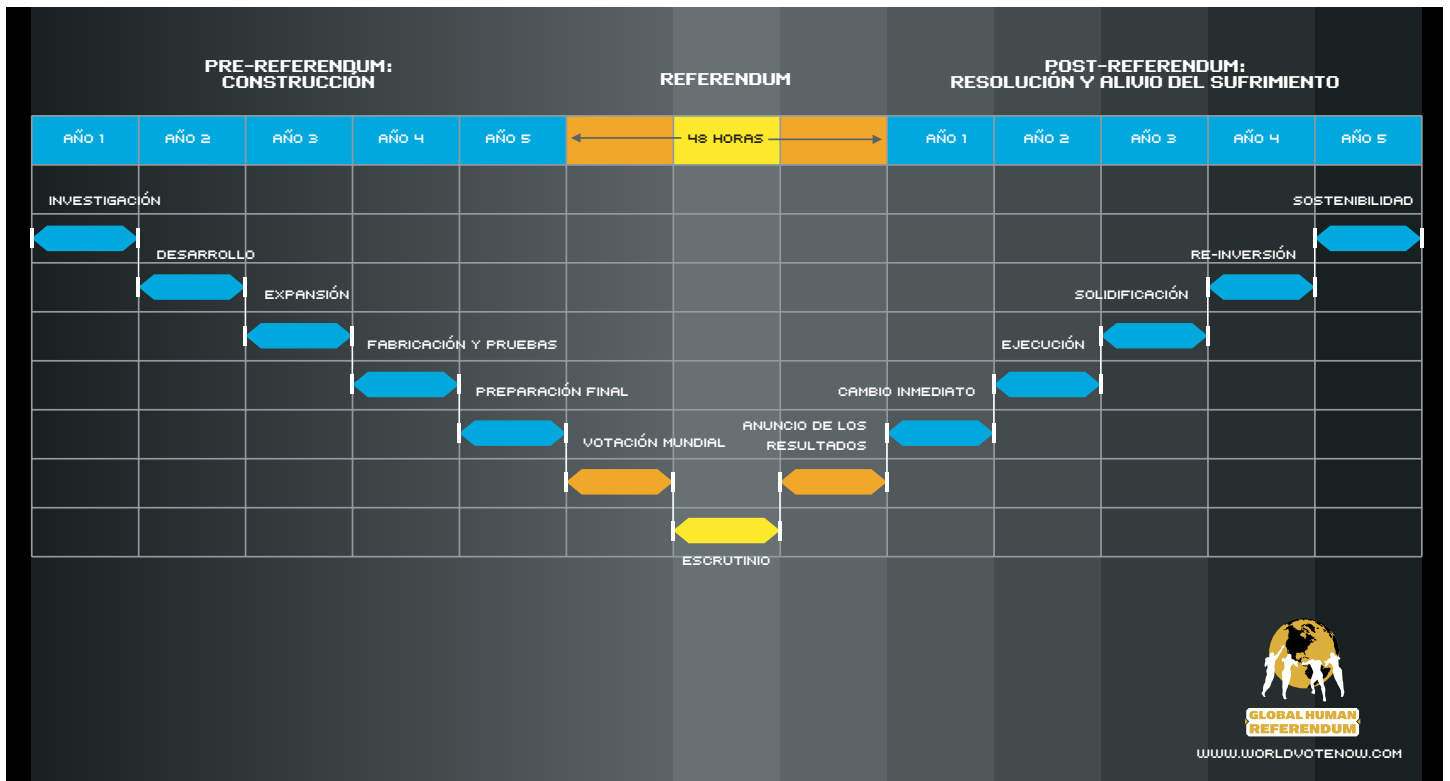 PRE-REFERENDUM:
CONSTRUCCIÓN
REFERENDUM
POST-REFERENDUM:
RESOLUCIÓN Y ALIVIO DEL SUFRIMIENTO
AÑO 1
AÑO 2
AÑO 3
AÑO 4
AÑO 5
48 HORAS
AÑO 1
AÑO 2
AÑO 3
AÑO 4
AÑO 5
INVESTIGACIÓN
DESARROLLO
EXPANSIÓN
FABRICACIÓN Y PRUEBAS
PREPARACIÓN FINAL
VOTACIÓN MUNDIAL
ESCRUTINIO
ANUNCIO DE LOS
RESULTADOS
CAMBIO INMEDIATO
EJECUCIÓN
SOLIDIFICACIÓN
RE-INVERSIÓN
SOSTENIBILIDAD
GLOBAL HUMAN
REFERENDUM
WWW.WORLDVOTENOW.COM